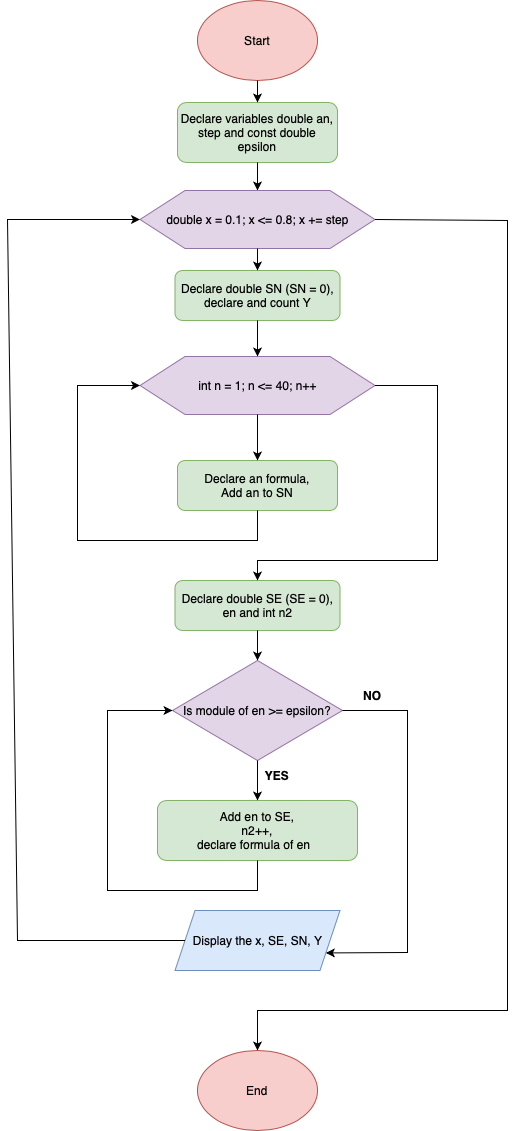 Start
Declare variables double an,
step and const double
epsilon
double x = 0.1; x <= 0.8; x += step
Declare double SN (SN = 0),
declare and count Y
int n = 1; n <= 40; n++
Declare an formula,
Add an to SN
Declare double SE (SE = 0),
en and int n2
Is module of en >= epsilon?
NO
YES
Add en to SE,
n2++,
declare formula of en
Display the x, SE, SN, Y
End